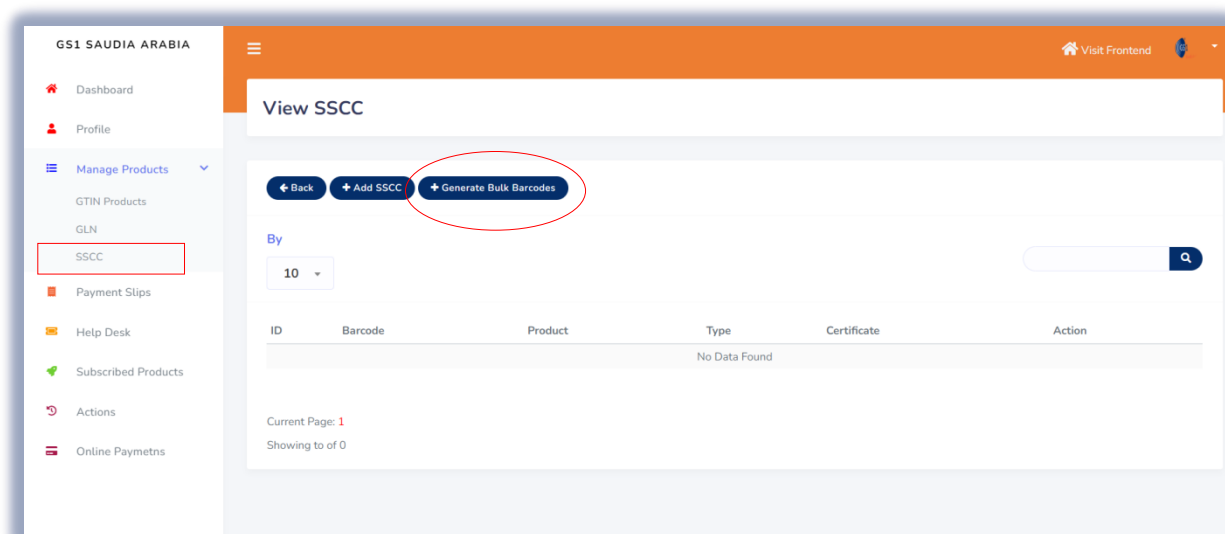 GS1 SAUDIA ARABIA
Visit Frontend
Dashboard
Profile
Manage Products
GTIN Products
GLN
SSCC
Payment Slips
Help Desk
Subscribed Products
Actions
Online Paymetns
View SSCC
Back
Add SSCC
Generate Bulk Barcodes
By
10
ID Barcode Product Type Certificate Action
No Data Found
Current Page: 1
Showing to of 0